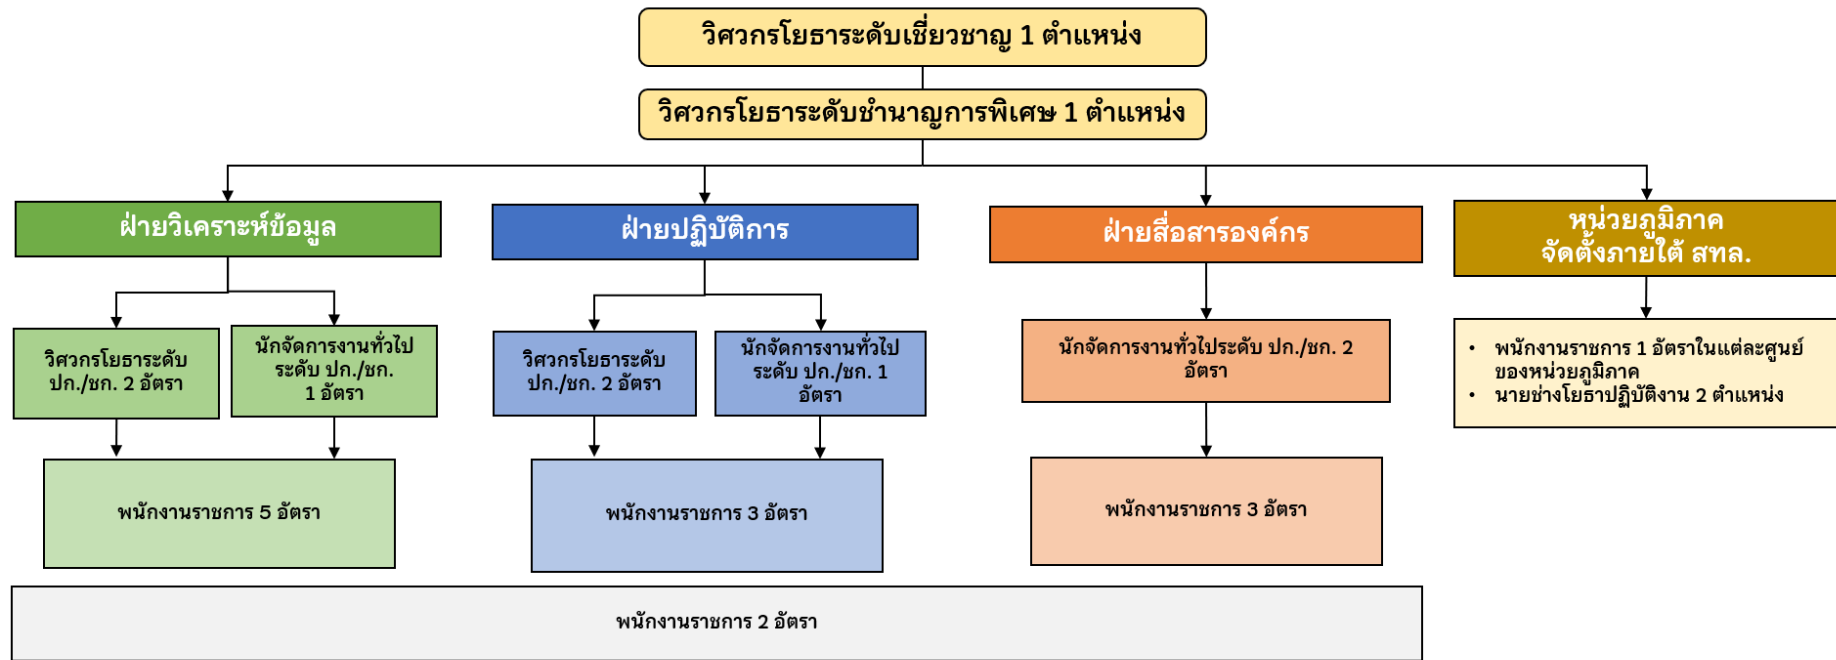 วิศวกรโยธาระดับเชี่ยวชาญ 1 ตำแหน่ง
วิศวกรโยธาระดับชำนาญการพิเศษ 1 ตำแหน่ง
ฝ่ายวิเคราะห์ข้อมูล
ฝ่ายปฏิบัติการ
ฝ่ายสื่อสารองค์กร
หน่วยภูมิภาค
จัดตั้งภายใต้ สทล.
วิศวกรโยธาระดับ
ปก./ชก. 2 อัตรา
นักจัดการงานทั่วไป
ระดับ ปก./ชก.
1 อัตรา
วิศวกรโยธาระดับ
ปก./ชก. 2 อัตรา
นักจัดการงานทั่วไป
ระดับ ปก./ชก. 1
อัตรา
นักจัดการงานทั่วไประดับ ปก./ชก. 2
อัตรา
• พนักงานราชการ 1 อัตราในแต่ละศูนย์
ของหน่วยภูมิภาค
• นายช่างโยธาปฏิบัติงาน 2 ตำแหน่ง
พนักงานราชการ 5 อัตรา
พนักงานราชการ 3 อัตรา
พนักงานราชการ 3 อัตรา
พนักงานราชการ 2 อัตรา